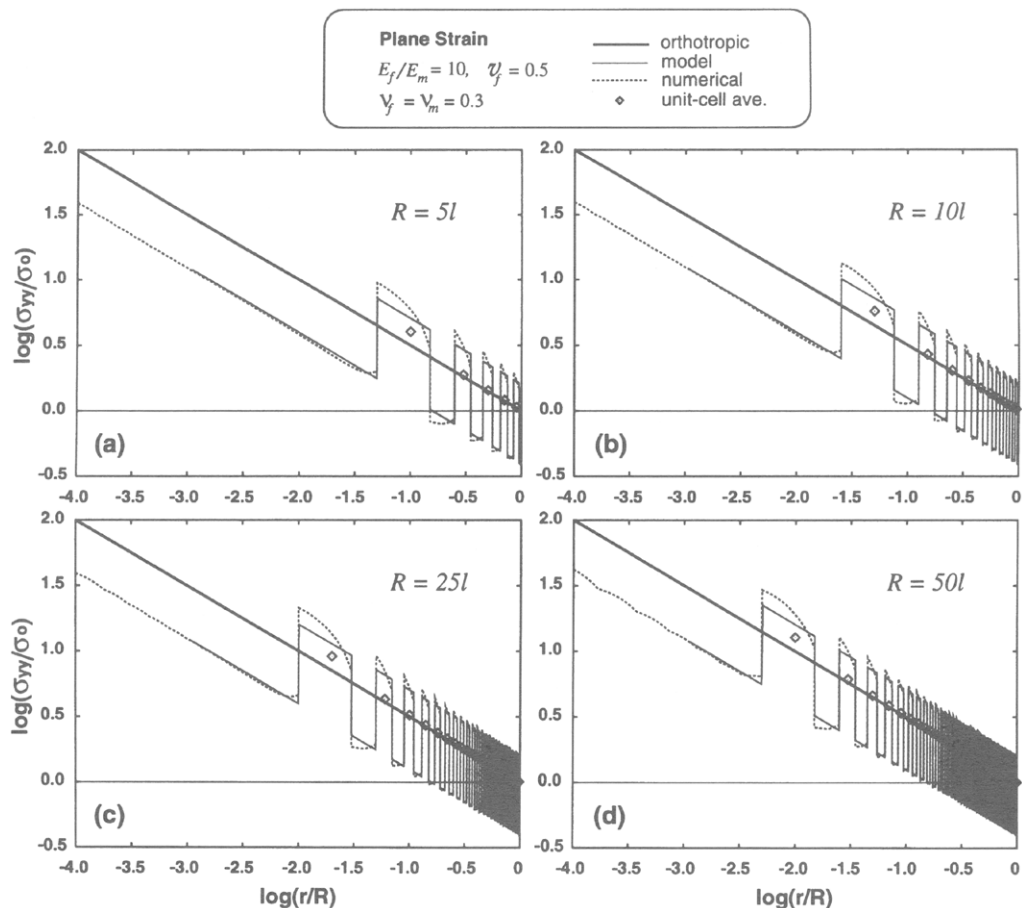 Plane Strain
E_f/E_m = 10, v_f = 0.5
ν_f = ν_m = 0.3
orthotropic
model
numerical
unit-cell ave.
2.0
1.5
1.0
0.5
0.0
-0.5
log(σyy/σo)
R = 5l
(a)
-4.0 -3.5 -3.0 -2.5 -2.0 -1.5 -1.0 -0.5 0
2.0
1.5
1.0
0.5
0.0
-0.5
R = 10l
(b)
-4.0 -3.5 -3.0 -2.5 -2.0 -1.5 -1.0 -0.5 0
2.0
1.5
1.0
0.5
0.0
-0.5
log(σyy/σo)
R = 25l
(c)
-4.0 -3.5 -3.0 -2.5 -2.0 -1.5 -1.0 -0.5 0
log(r/R)
2.0
1.5
1.0
0.5
0.0
-0.5
R = 50l
(d)
-4.0 -3.5 -3.0 -2.5 -2.0 -1.5 -1.0 -0.5 0
log(r/R)